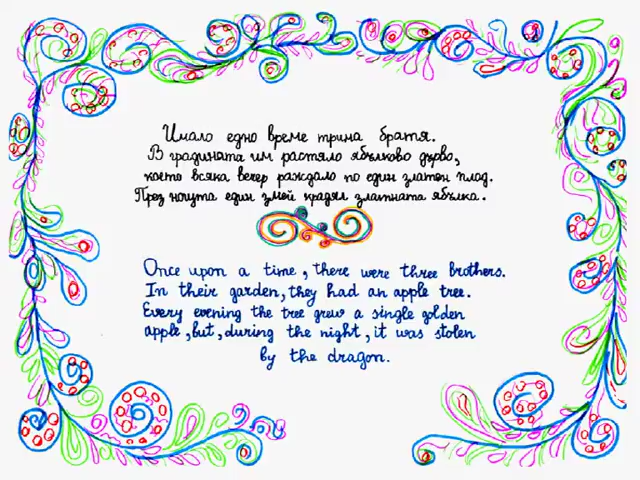 Имало едно време трима братя.
В градината им растяло ябълково дърво,
което всяка вечер раждало по един златен плод.
През нощта един змей крадял златната ябълка.
Once upon a time, there were three brothers.
In their garden, they had an apple tree.
Every evening the tree grew a single golden
apple, but, during the night, it was stolen
by the dragon.